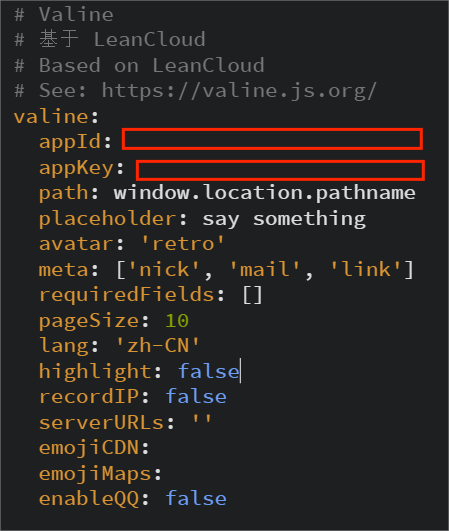 # Valine
# 基于 LeanCloud
# Based on LeanCloud
# See: https://valine.js.org/
valine:
appId:
appKey:
path: window.location.pathname
placeholder: say something
avatar: 'retro'
meta: ['nick', 'mail', 'link']
requiredFields: []
pageSize: 10
lang: 'zh-CN'
highlight: false
recordIP: false
serverURLs: ''
emojiCDN:
emojiMaps:
enableQQ: false